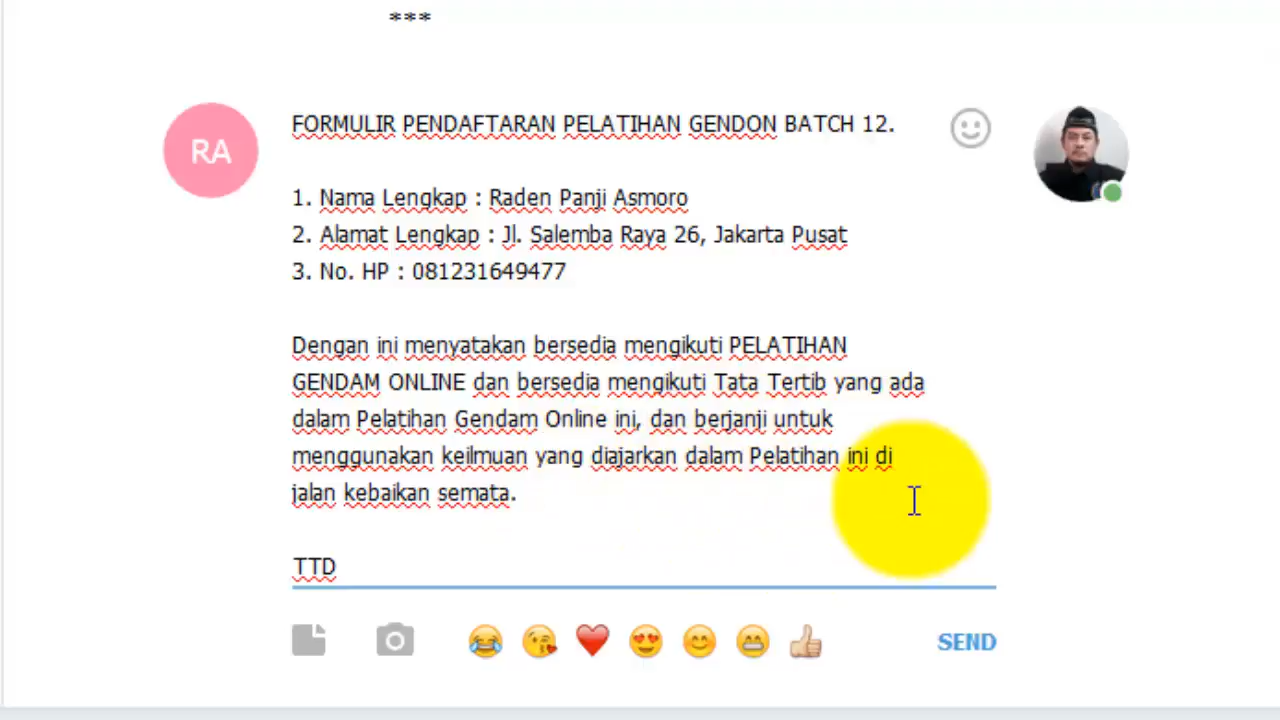 ***
RA
FORMULIR PENDAFTARAN PELATIHAN GENDON BATCH 12.
1. Nama Lengkap : Raden Panji Asmoro
2. Alamat Lengkap : Jl. Salemba Raya 26, Jakarta Pusat
3. No. HP : 081231649477
Dengan ini menyatakan bersedia mengikuti PELATIHAN
GENDAM ONLINE dan bersedia mengikuti Tata Tertib yang ada
dalam Pelatihan Gendam Online ini, dan berjanji untuk
menggunakan keilmuan yang diajarkan dalam Pelatihan ini di
jalan kebaikan semata.
TTD
SEND